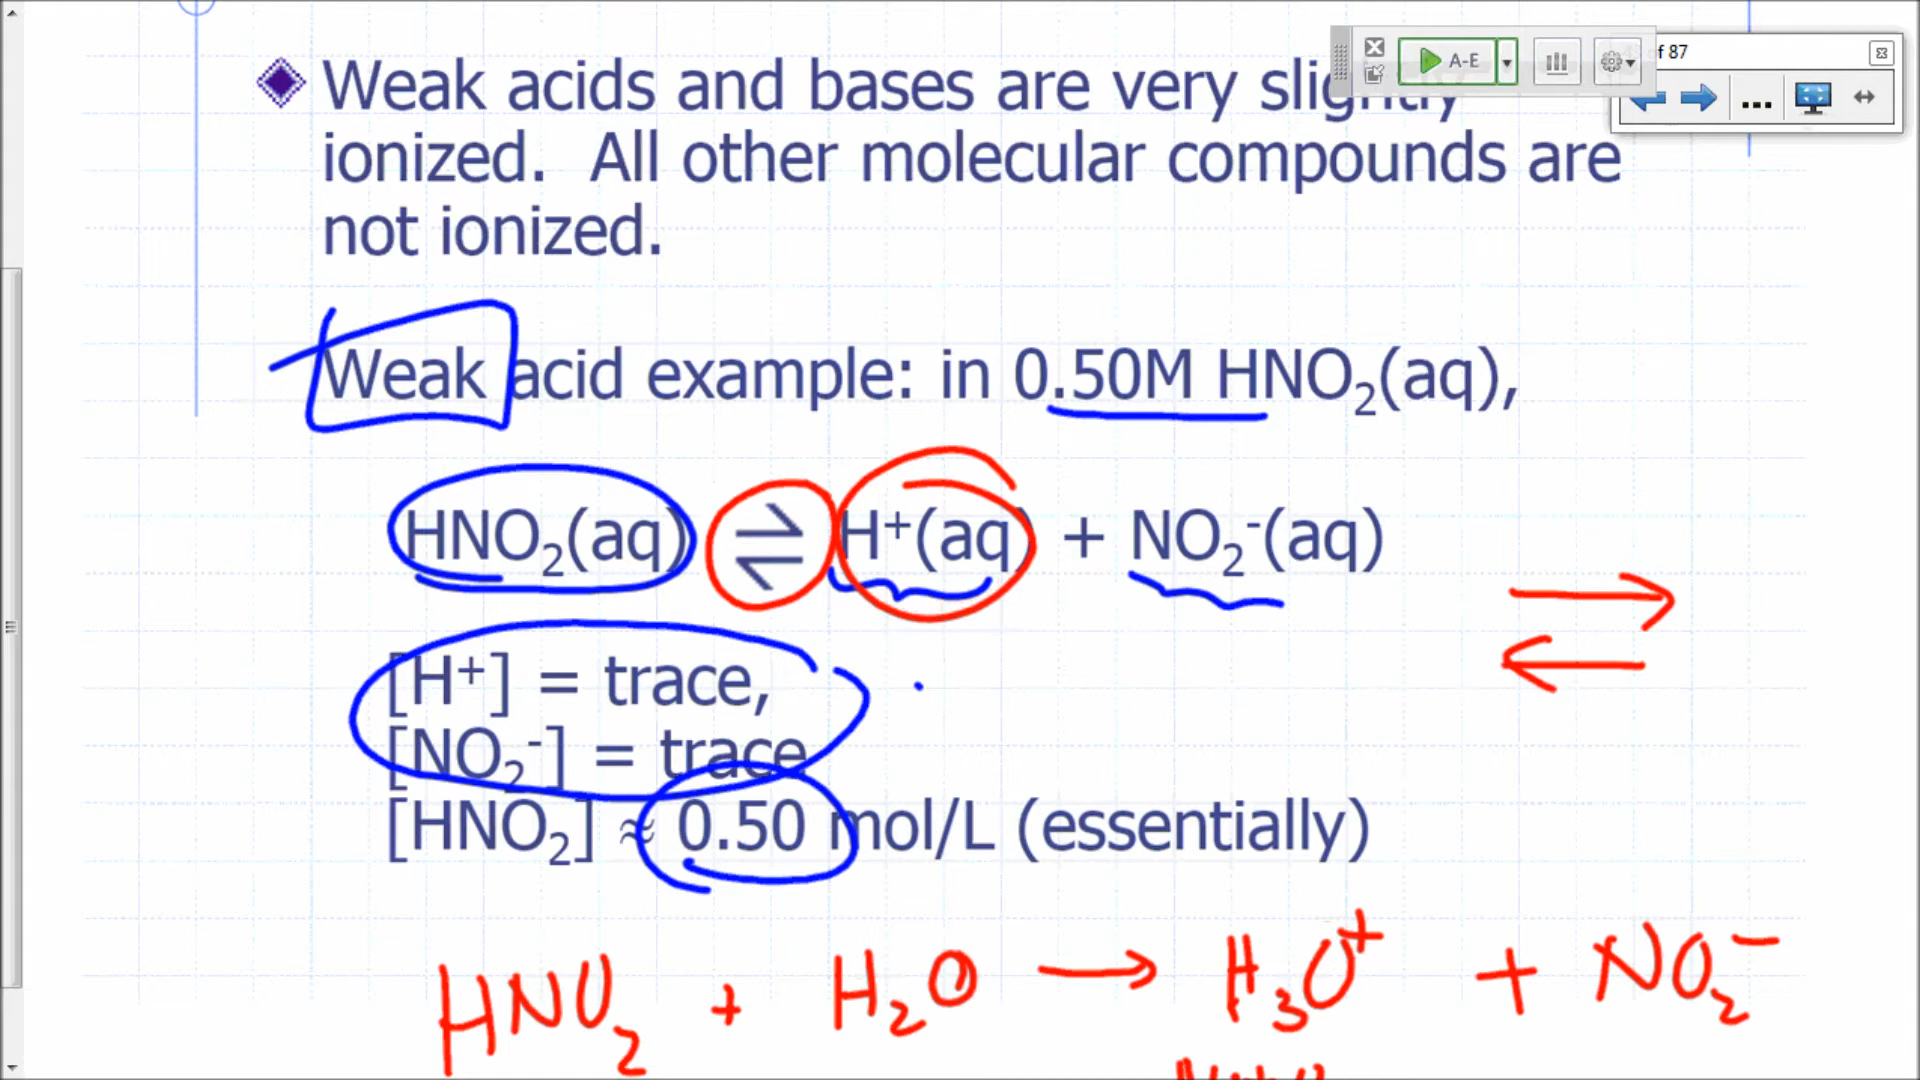 Weak acids and bases are very slightly
ionized. All other molecular compounds are
not ionized.
A-E
of 87
...
Weak acid example: in 0.50M HNO₂(aq),
HNO₂(aq) ⇌ H⁺(aq) + NO₂⁻(aq)
[H⁺] = trace,
[NO₂⁻] = trace
[HNO₂] ≈ 0.50 mol/L (essentially)
HNO₂ + H₂O → H₃O⁺ + NO₂⁻